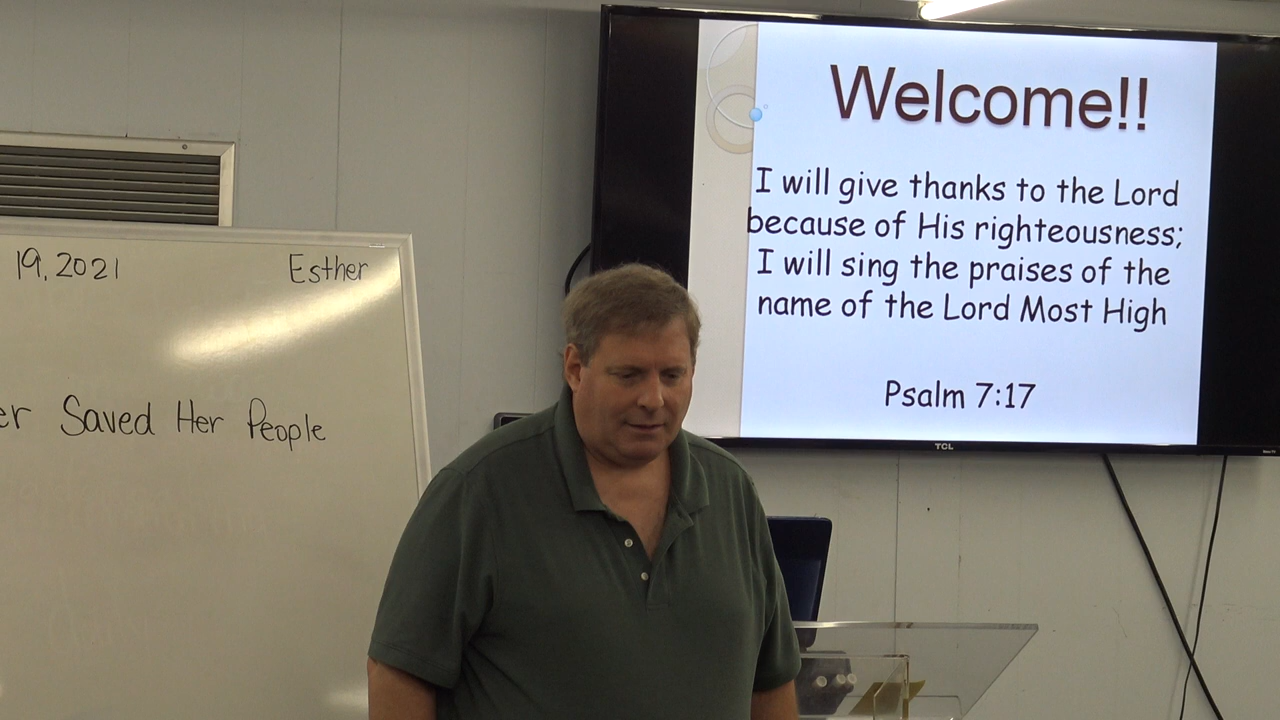 19, 2021
Esther
er Saved Her People
Welcome!!
I will give thanks to the Lord
because of His righteousness;
I will sing the praises of the
name of the Lord Most High
Psalm 7:17
TCL